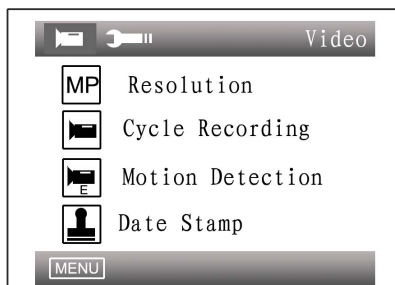 Video
MP Resolution
Cycle Recording
E Motion Detection
Date Stamp
MENU